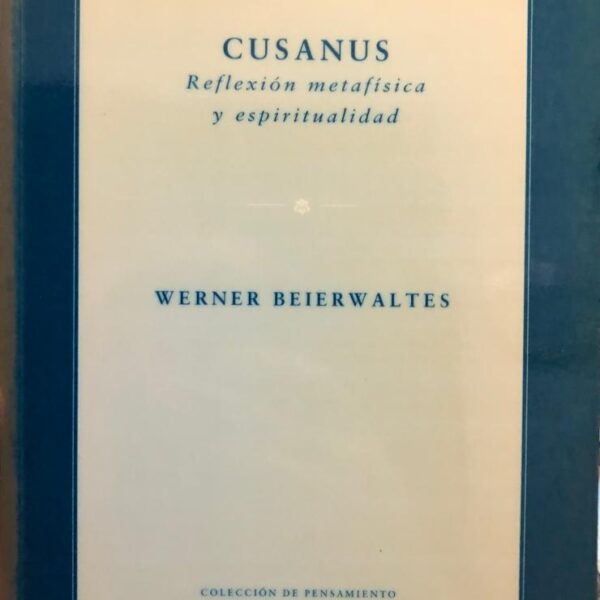 CUSANUS
Reflexión metafísica
y espiritualidad
WERNER BEIERWALTES
COLECCIÓN DE PENSAMIENTO